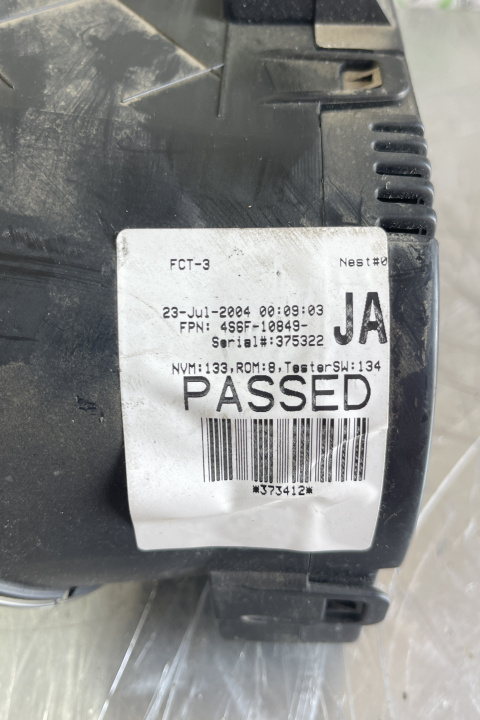 FCT-3 Nest#0
23-Jul-2004 00:09:03
FPN: 4S6F-10849-
JA
Serial#:375322
NVM:133,ROM:8,TesterSW:134
PASSED
*373412*